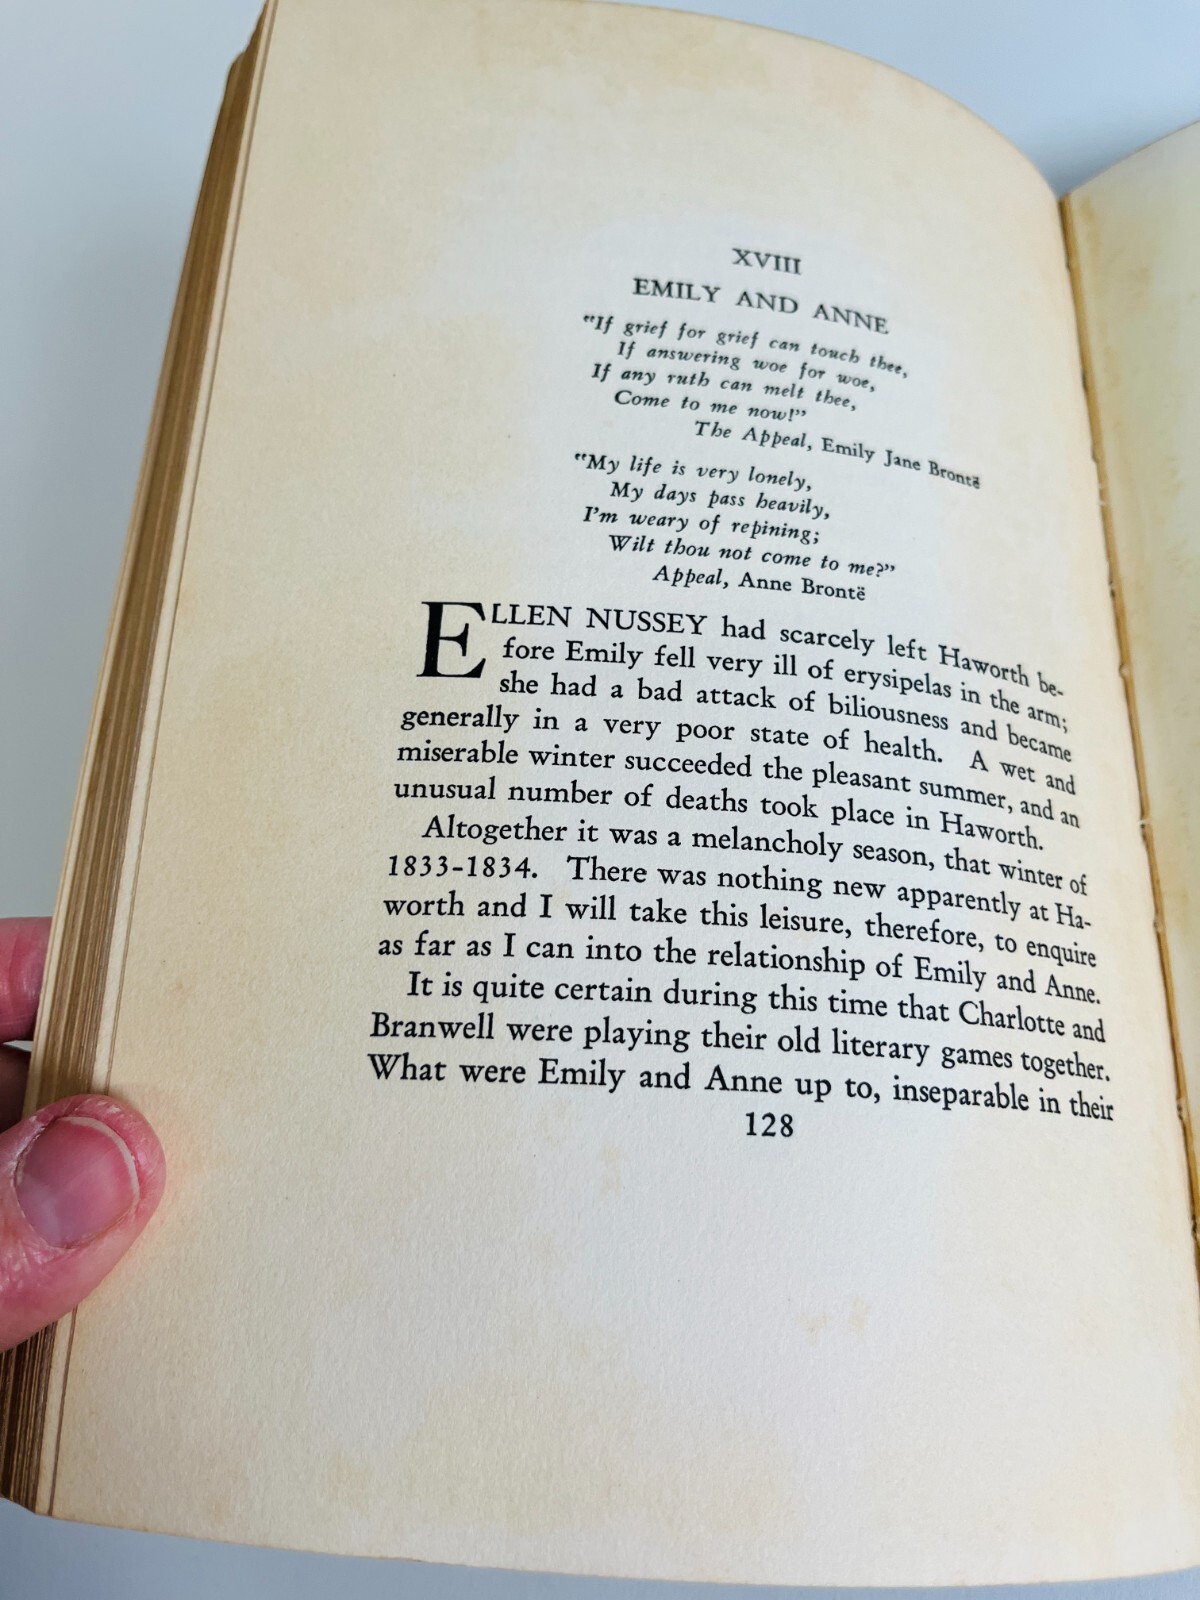 XVIII
EMILY AND ANNE
"If grief for grief can touch thee,
If answering woe for woe,
If any ruth can melt thee,
Come to me now!"
The Appeal, Emily Jane Brontë
"My life is very lonely,
My days pass heavily,
I'm weary of repining;
Wilt thou not come to me?"
Appeal, Anne Brontë
ELLEN NUSSEY had scarcely left Haworth be-
fore Emily fell very ill of erysipelas in the arm;
she had a bad attack of biliousness and became
generally in a very poor state of health. A wet and
miserable winter succeeded the pleasant summer, and an
unusual number of deaths took place in Haworth.
Altogether it was a melancholy season, that winter of
1833-1834. There was nothing new apparently at Ha-
worth and I will take this leisure, therefore, to enquire
as far as I can into the relationship of Emily and Anne.
It is quite certain during this time that Charlotte and
Branwell were playing their old literary games together.
What were Emily and Anne up to, inseparable in their
128